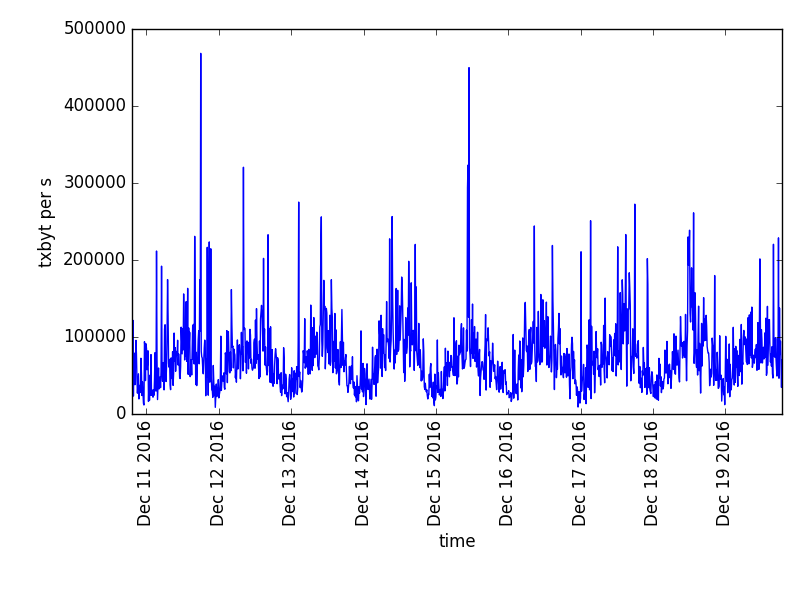 500000
400000
300000
200000
100000
0
txbyt per s
Dec 11 2016
Dec 12 2016
Dec 13 2016
Dec 14 2016
Dec 15 2016
Dec 16 2016
Dec 17 2016
Dec 18 2016
Dec 19 2016
time